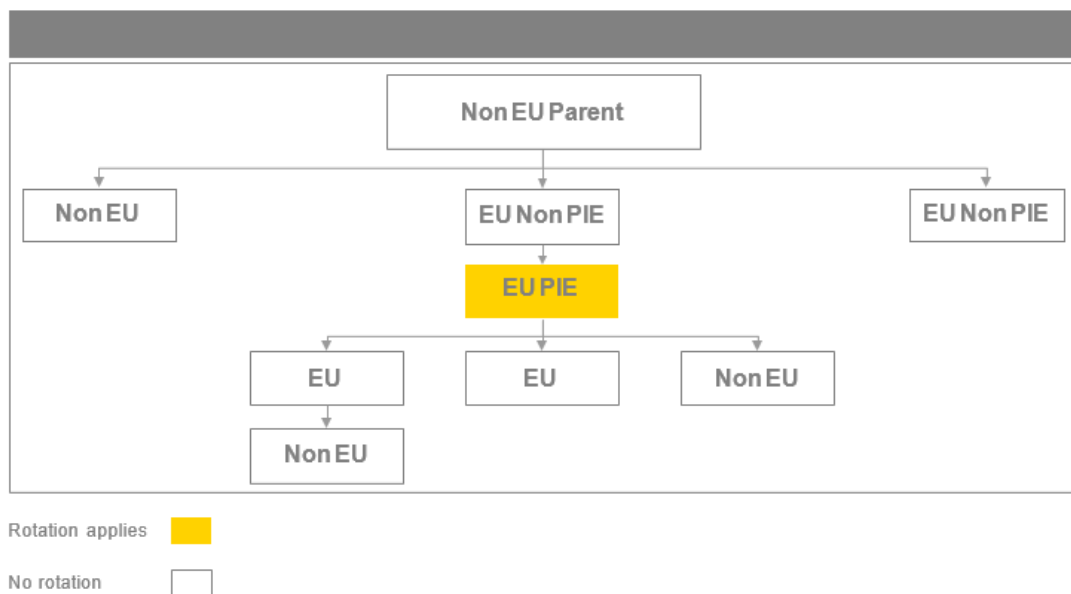 Non EU Parent
Non EU
EU Non PIE
EU Non PIE
EU PIE
EU
EU
Non EU
Non EU
Rotation applies
No rotation